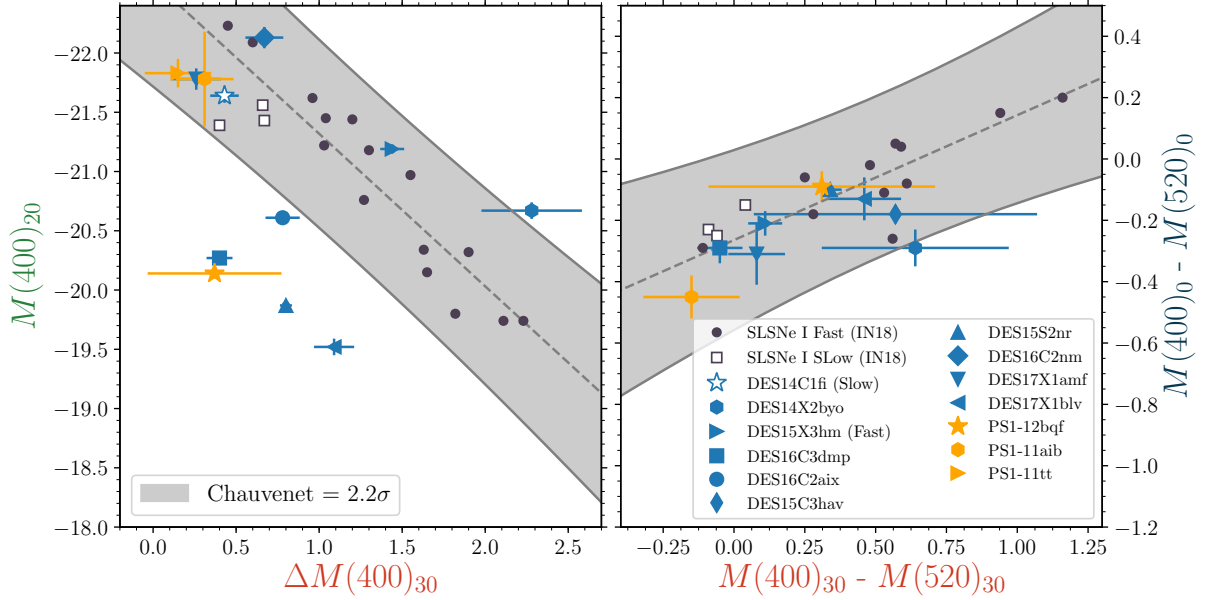 −22.0
−21.5
−21.0
−20.5
−20.0
−19.5
−19.0
−18.5
−18.0
M(400)₂₀
0.0 0.5 1.0 1.5 2.0 2.5
ΔM(400)₃₀
Chauvenet = 2.2σ
0.4
0.2
0.0
−0.2
−0.4
−0.6
−0.8
−1.0
−1.2
M(400)₀ - M(520)₀
−0.25 0.00 0.25 0.50 0.75 1.00 1.25
M(400)₃₀ - M(520)₃₀
SLSNe I Fast (IN18)
SLSNe I SLow (IN18)
DES14C1fi (Slow)
DES14X2byo
DES15X3hm (Fast)
DES16C3dmp
DES16C2aix
DES15C3hav
DES15S2nr
DES16C2nm
DES17X1amf
DES17X1blv
PS1-12bqf
PS1-11aib
PS1-11tt